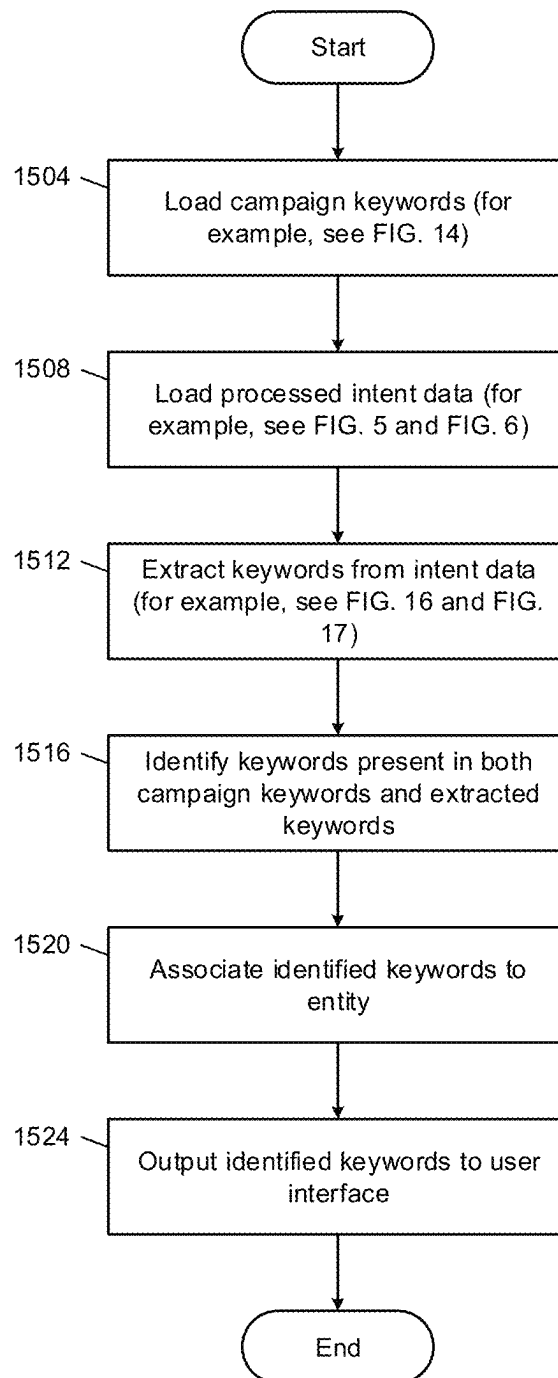 Start
1504
Load campaign keywords (for
example, see FIG. 14)
1508
Load processed intent data (for
example, see FIG. 5 and FIG. 6)
1512
Extract keywords from intent data
(for example, see FIG. 16 and FIG.
17)
1516
Identify keywords present in both
campaign keywords and extracted
keywords
1520
Associate identified keywords to
entity
1524
Output identified keywords to user
interface
End